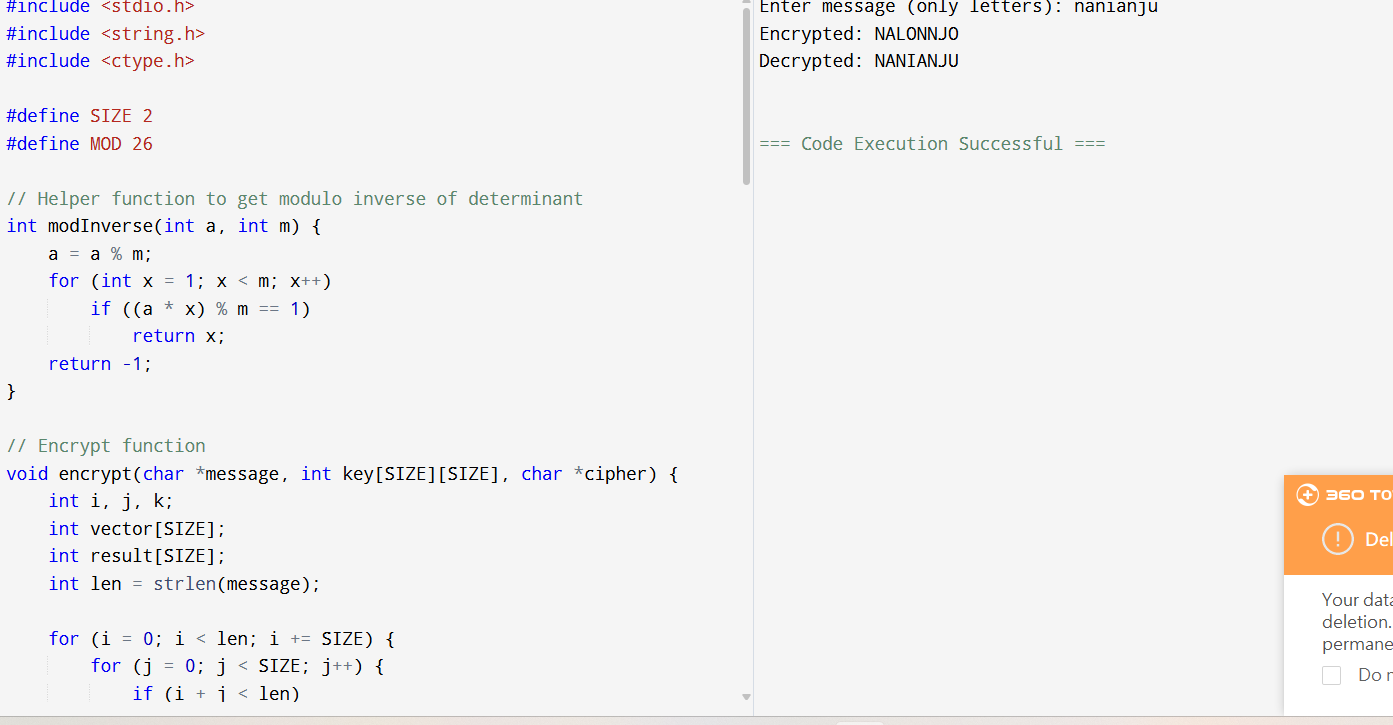 #include <stdio.h>
#include <string.h>
#include <ctype.h>
#define SIZE 2
#define MOD 26
// Helper function to get modulo inverse of determinant
int modInverse(int a, int m) {
    a = a % m;
    for (int x = 1; x < m; x++)
        if ((a * x) % m == 1)
            return x;
    return -1;
}
// Encrypt function
void encrypt(char *message, int key[SIZE][SIZE], char *cipher) {
    int i, j, k;
    int vector[SIZE];
    int result[SIZE];
    int len = strlen(message);
    for (i = 0; i < len; i += SIZE) {
        for (j = 0; j < SIZE; j++) {
            if (i + j < len)
Enter message (only letters): nanianju
Encrypted: NALONNJO
Decrypted: NANIANJU
=== Code Execution Successful ===
360 TO
Del
Your data
deletion.
permane
Do n